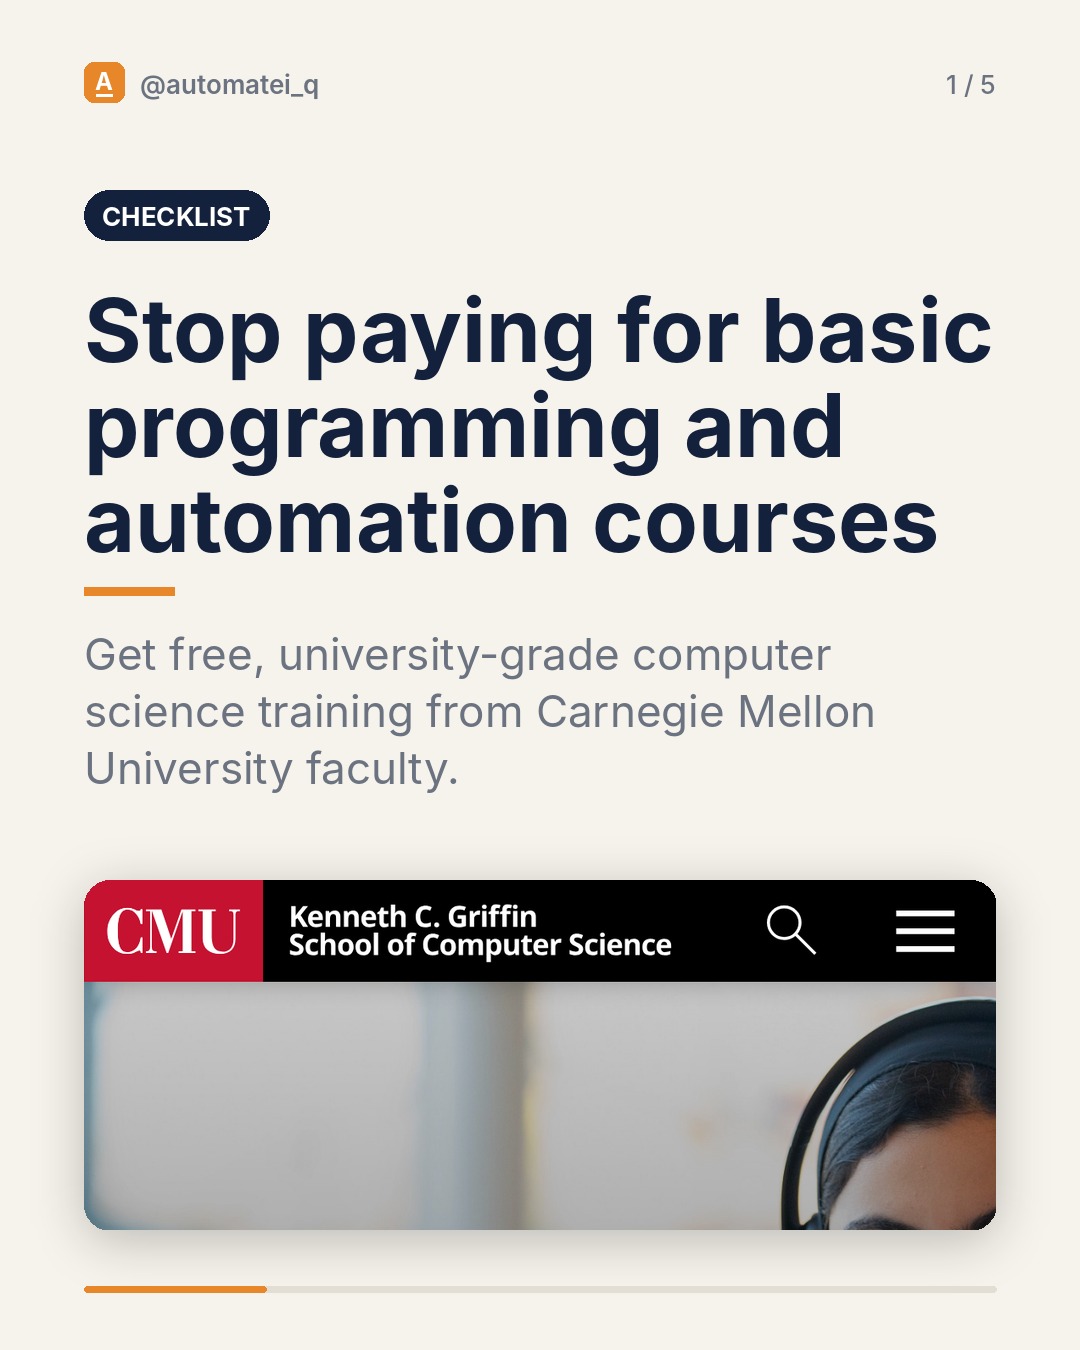 A @automatei_q
1 / 5
CHECKLIST
Stop paying for basic
programming and
automation courses
Get free, university-grade computer
science training from Carnegie Mellon
University faculty.
CMU
Kenneth C. Griffin
School of Computer Science